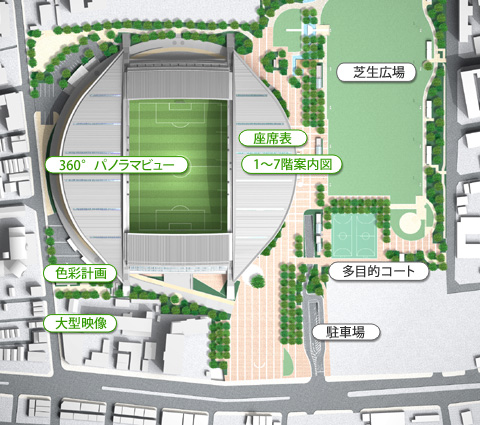 芝生広場
座席表
360°パノラマビュー
1〜7階案内図
色彩計画
多目的コート
大型映像
駐車場